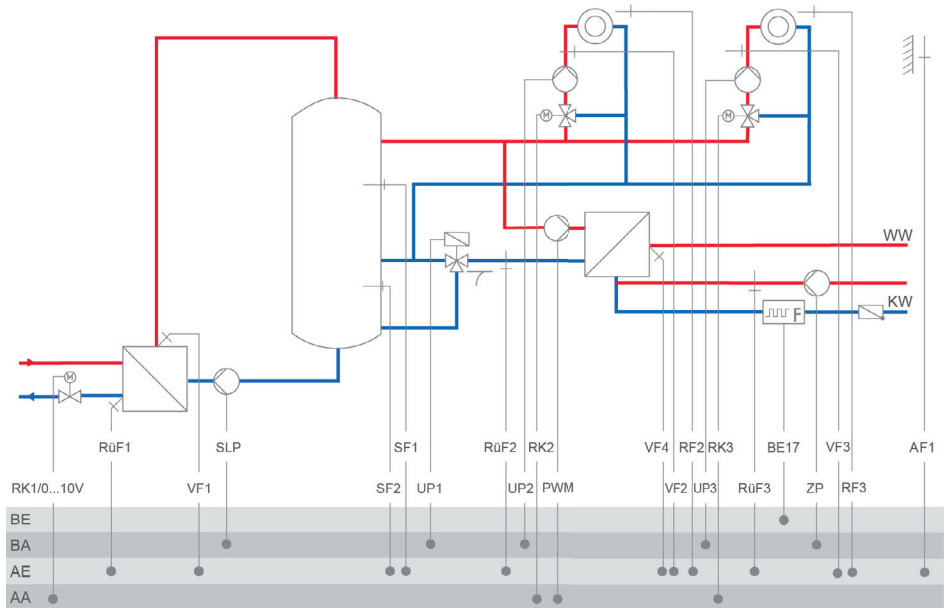 WW
KW
F
M
M
M
RüF1 SLP SF1 RüF2 RK2 VF4 RF2 RK3 BE17 VF3 AF1
RK1/0...10V VF1 SF2 UP1 UP2 PWM VF2 UP3 RüF3 ZP RF3
BE
BA
AE
AA